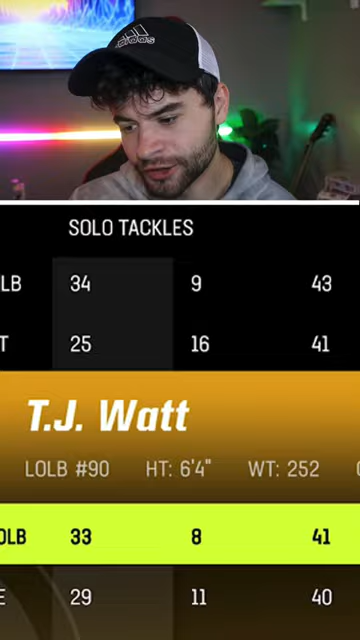 adidas
SOLO TACKLES
LB 34 9 43
T 25 16 41
T.J. Watt
LOLB #90 HT: 6'4" WT: 252
OLB 33 8 41
E 29 11 40